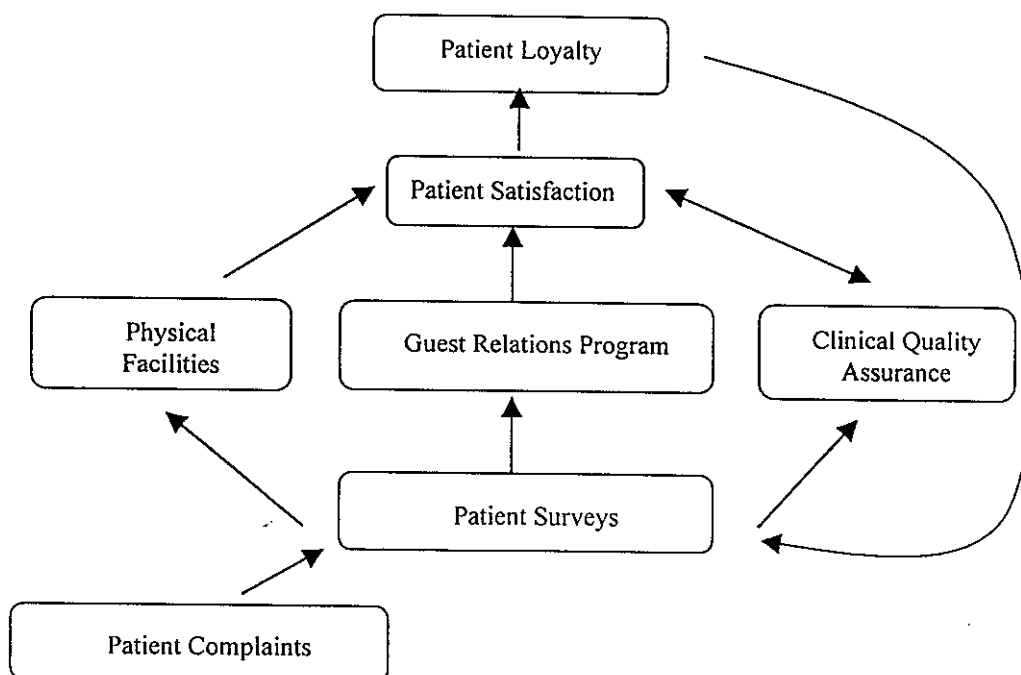 Patient Loyalty
Patient Satisfaction
Physical
Facilities
Guest Relations Program
Clinical Quality
Assurance
Patient Surveys
Patient Complaints